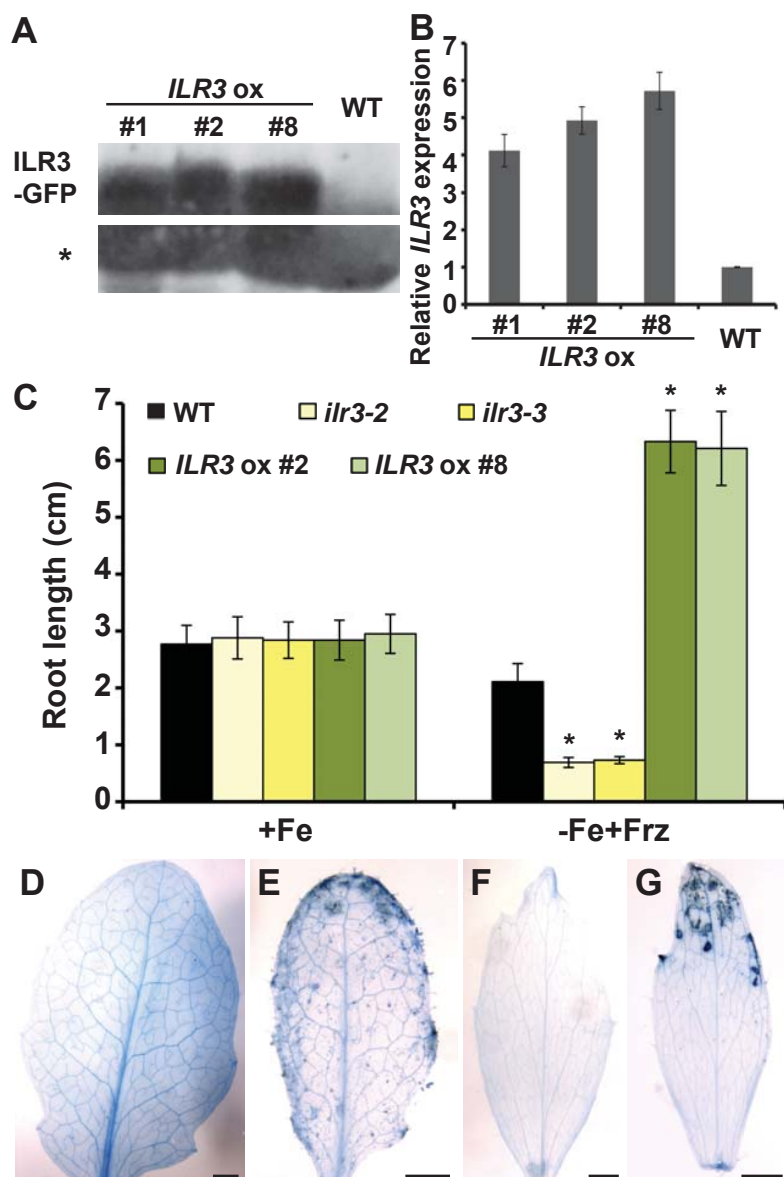 A
ILR3 ox
WT
#1 #2 #8
ILR3
-GFP
*
B
Relative ILR3 expression
7
6
5
4
3
2
1
0
#1 #2 #8
ILR3 ox
WT
C
Root length (cm)
7
6
5
4
3
2
1
0
WT ilr3-2 ilr3-3
ILR3 ox #2 ILR3 ox #8
* *
* *
+Fe -Fe+Frz
D E F G